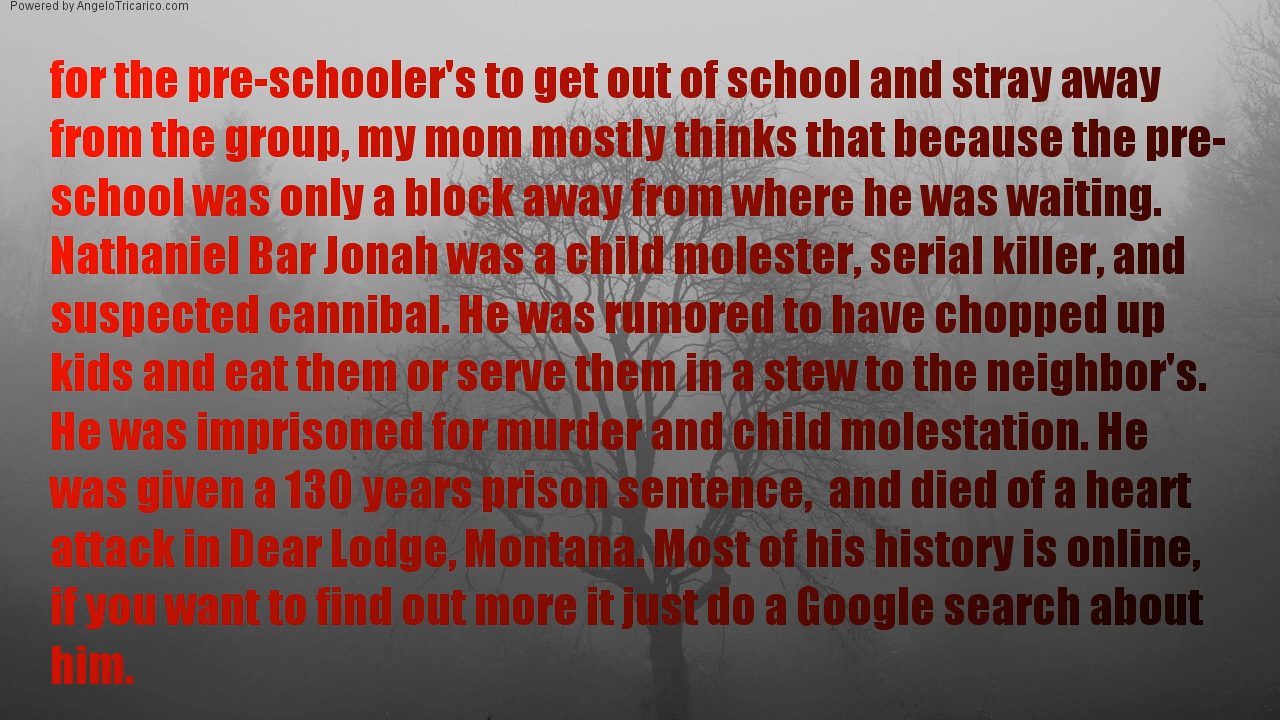 Powered by AngeloTricarico.com
for the pre-schooler's to get out of school and stray away
from the group, my mom mostly thinks that because the pre-
school was only a block away from where he was waiting.
Nathaniel Bar Jonah was a child molester, serial killer, and
suspected cannibal. He was rumored to have chopped up
kids and eat them or serve them in a stew to the neighbor's.
He was imprisoned for murder and child molestation. He
was given a 130 years prison sentence,  and died of a heart
attack in Dear Lodge, Montana. Most of his history is online,
if you want to find out more it just do a Google search about
him.